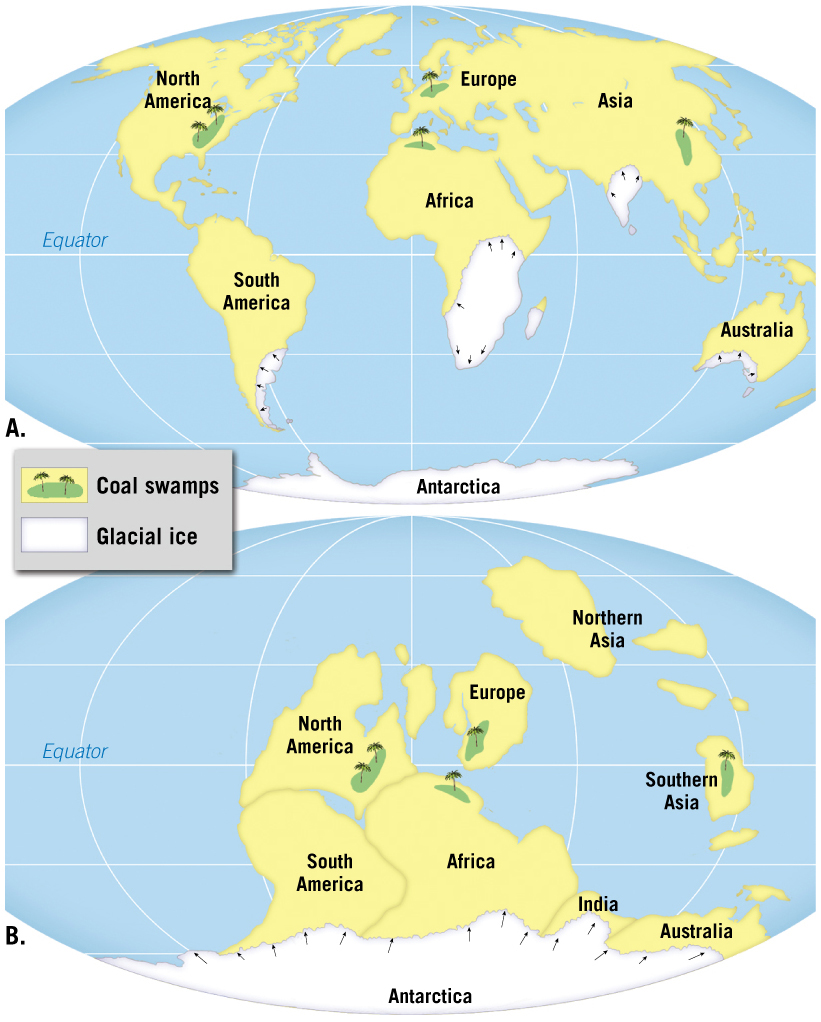 North
America
Europe
Asia
Africa
Equator
South
America
Australia
A.
Antarctica
Coal swamps
Glacial ice
Northern
Asia
Europe
North
America
Equator
Southern
Asia
South
America
Africa
India
Australia
B.
Antarctica